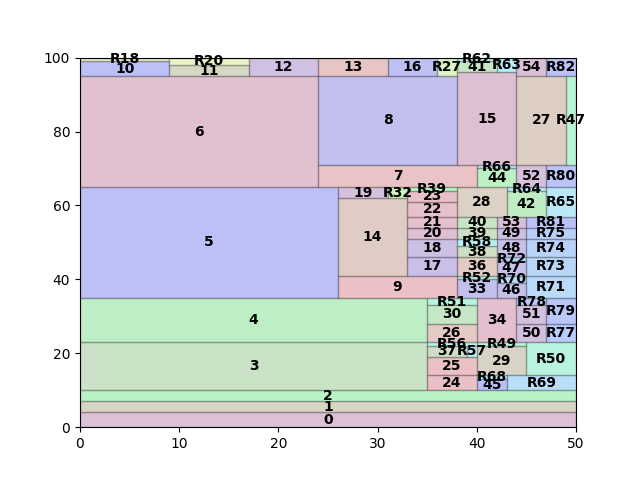 R18 R20 R62
100 10 11 12 13 16 R27 41 R63 54 R82
80 6 8 15 27 R47
7 R66 44 52 R80
60 19 R32 R39 23 28 R64 42 R65
22
5 14 21 40 53 R81
20 39 49 R75
18 R58 38 48 R74
40 17 36 R72 47 R73
9 R52 33 R70 46 R71
4 R51 30 34 R78 51 R79
26 50 R77
20 3 R56 37 R57 R49 29 R50
25
24 R68 45 R69
2
1
0 0
0 10 20 30 40 50